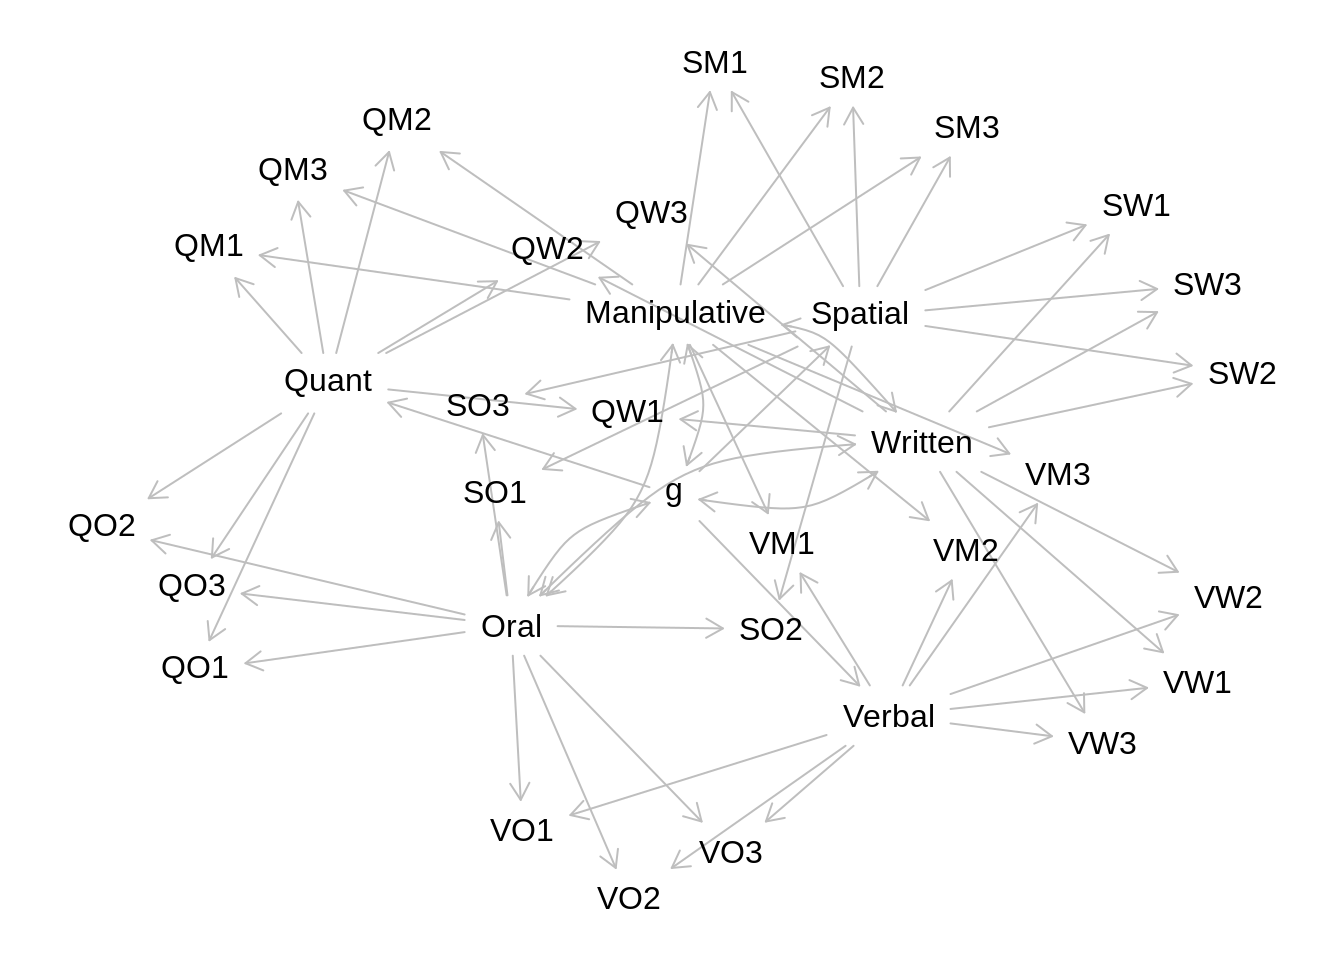 SM1
SM2
QM2
SM3
QM3
SW1
QW3
QM1
QW2
SW3
Manipulative
Spatial
Quant
SW2
SO3
QW1
Written
VM3
SO1
g
QO2
VM1
VM2
QO3
VW2
Oral
SO2
QO1
VW1
Verbal
VW3
VO1
VO3
VO2